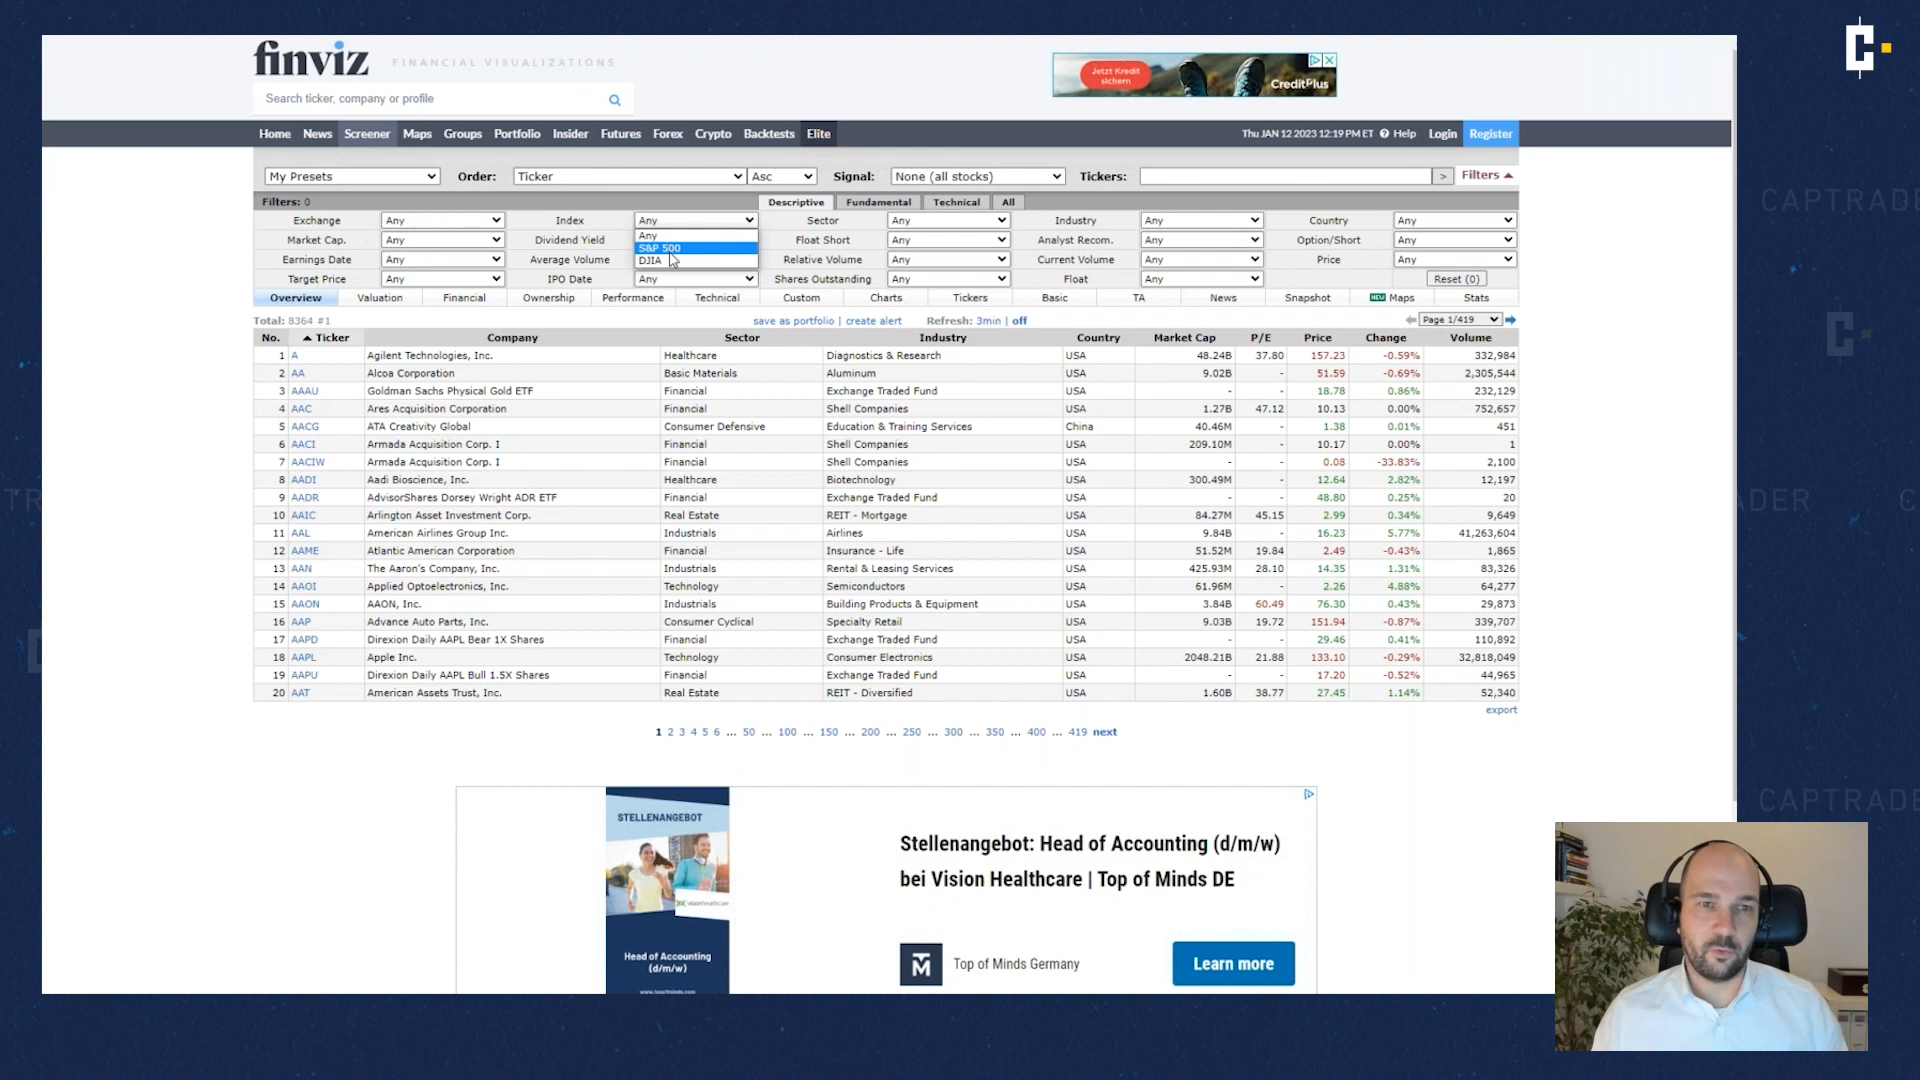 finviz FINANCIAL VISUALIZATIONS
Search ticker, company or profile
Jetzt Kredit
sichern
CreditPlus
Home News Screener Maps Groups Portfolio Insider Futures Forex Crypto Backtests Elite Thu JAN 12 2023 12:19 PM ET Help Login Register
My Presets Order: Ticker Asc Signal: None (all stocks) Tickers: > Filters
Filters: 0 Descriptive Fundamental Technical All
Exchange Any Index Any Sector Any Industry Any Country Any
Any
Market Cap. Any Dividend Yield S&P 500 Float Short Any Analyst Recom. Any Option/Short Any
Earnings Date Any Average Volume DJIA Relative Volume Any Current Volume Any Price Any
Target Price Any IPO Date Any Shares Outstanding Any Float Any Reset (0)
Overview Valuation Financial Ownership Performance Technical Custom Charts Tickers Basic TA News Snapshot NEW Maps Stats
Total: 8364 #1 save as portfolio | create alert Refresh: 3min | off Page 1/419
No. Ticker Company Sector Industry Country Market Cap P/E Price Change Volume
1 A Agilent Technologies, Inc. Healthcare Diagnostics & Research USA 48.24B 37.80 157.23 -0.59% 332,984
2 AA Alcoa Corporation Basic Materials Aluminum USA 9.02B - 51.59 -0.69% 2,305,544
3 AAAU Goldman Sachs Physical Gold ETF Financial Exchange Traded Fund USA - - 18.78 0.86% 232,129
4 AAC Ares Acquisition Corporation Financial Shell Companies USA 1.27B 47.12 10.13 0.00% 752,657
5 AACG ATA Creativity Global Consumer Defensive Education & Training Services China 40.46M - 1.38 0.01% 451
6 AACI Armada Acquisition Corp. I Financial Shell Companies USA 209.10M - 10.17 0.00% 1
7 AACIW Armada Acquisition Corp. I Financial Shell Companies USA - - 0.08 -33.83% 2,100
8 AADI Aadi Bioscience, Inc. Healthcare Biotechnology USA 300.49M - 12.64 2.82% 12,197
9 AADR AdvisorShares Dorsey Wright ADR ETF Financial Exchange Traded Fund USA - - 48.80 0.25% 20
10 AAIC Arlington Asset Investment Corp. Real Estate REIT - Mortgage USA 84.27M 45.15 2.99 0.34% 9,649
11 AAL American Airlines Group Inc. Industrials Airlines USA 9.84B - 16.23 5.77% 41,263,604
12 AAME Atlantic American Corporation Financial Insurance - Life USA 51.52M 19.84 2.49 -0.43% 1,865
13 AAN The Aaron's Company, Inc. Industrials Rental & Leasing Services USA 425.93M 28.10 14.35 1.31% 83,326
14 AAOI Applied Optoelectronics, Inc. Technology Semiconductors USA 61.96M - 2.26 4.88% 64,277
15 AAON AAON, Inc. Industrials Building Products & Equipment USA 3.84B 60.49 76.30 0.43% 29,873
16 AAP Advance Auto Parts, Inc. Consumer Cyclical Specialty Retail USA 9.03B 19.72 151.94 -0.87% 339,707
17 AAPD Direxion Daily AAPL Bear 1X Shares Financial Exchange Traded Fund USA - - 29.46 0.41% 110,892
18 AAPL Apple Inc. Technology Consumer Electronics USA 2048.21B 21.88 133.10 -0.29% 32,818,049
19 AAPU Direxion Daily AAPL Bull 1.5X Shares Financial Exchange Traded Fund USA - - 17.20 -0.52% 44,965
20 AAT American Assets Trust, Inc. Real Estate REIT - Diversified USA 1.60B 38.77 27.45 1.14% 52,340
export
1 2 3 4 5 6 ... 50 ... 100 ... 150 ... 200 ... 250 ... 300 ... 350 ... 400 ... 419 next
STELLENANGEBOT
Head of Accounting
(d/m/w)
Stellenangebot: Head of Accounting (d/m/w)
bei Vision Healthcare | Top of Minds DE
Top of Minds Germany
Learn more
CAPTRADE
TR
ADER
C
CAPTRADE